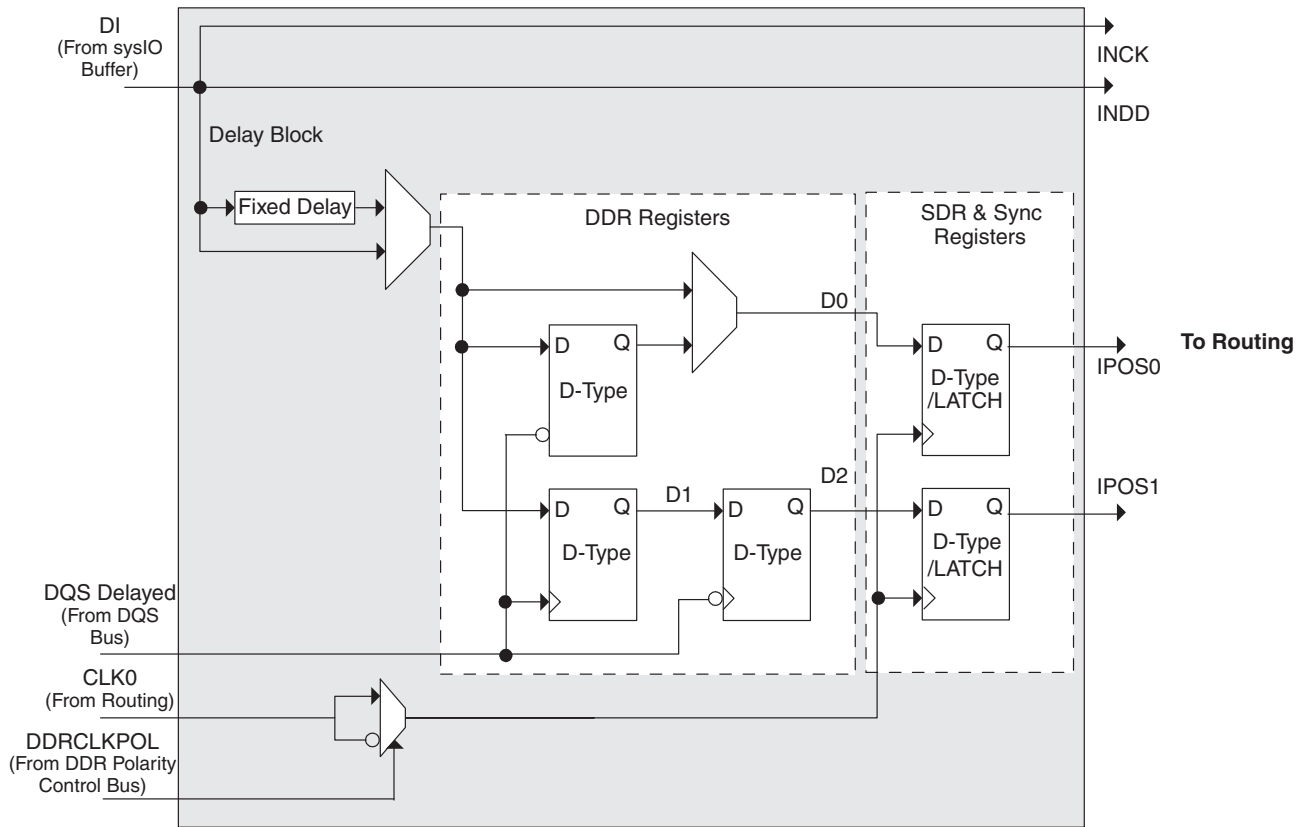 DI
(From sysIO
Buffer)
INCK
INDD
Delay Block
Fixed Delay
DDR Registers
SDR & Sync
Registers
D0
D Q
D-Type
D Q
D-Type
/LATCH
IPOS0
To Routing
D Q
D-Type
D1
D Q
D-Type
D2
D Q
D-Type
/LATCH
IPOS1
DQS Delayed
(From DQS
Bus)
CLK0
(From Routing)
DDRCLKPOL
(From DDR Polarity
Control Bus)